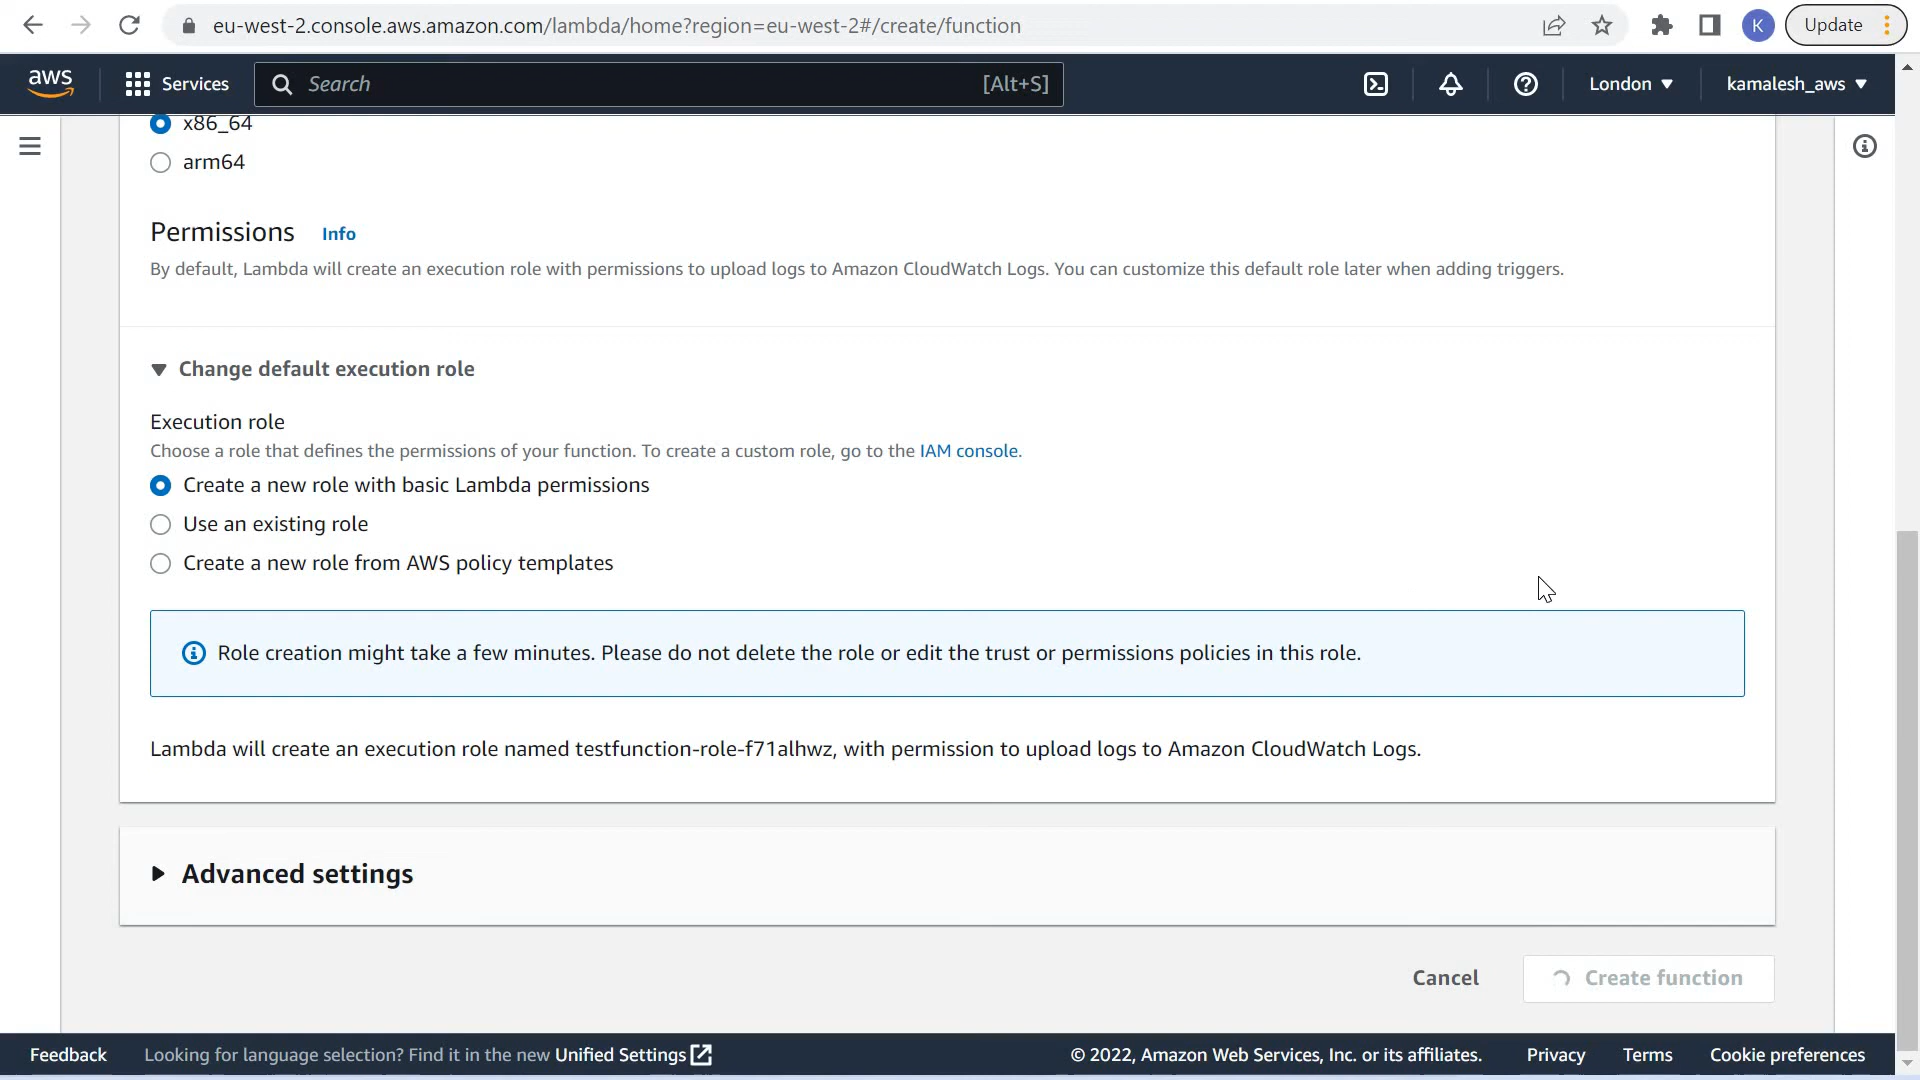 eu-west-2.console.aws.amazon.com/lambda/home?region=eu-west-2#/create/function
K
Update
aws
Services
Search
[Alt+S]
London
kamalesh_aws
x86_64
arm64
Permissions Info
By default, Lambda will create an execution role with permissions to upload logs to Amazon CloudWatch Logs. You can customize this default role later when adding triggers.
Change default execution role
Execution role
Choose a role that defines the permissions of your function. To create a custom role, go to the IAM console.
Create a new role with basic Lambda permissions
Use an existing role
Create a new role from AWS policy templates
Role creation might take a few minutes. Please do not delete the role or edit the trust or permissions policies in this role.
Lambda will create an execution role named testfunction-role-f71alhwz, with permission to upload logs to Amazon CloudWatch Logs.
Advanced settings
Cancel
Create function
Feedback
Looking for language selection? Find it in the new Unified Settings
© 2022, Amazon Web Services, Inc. or its affiliates.
Privacy
Terms
Cookie preferences